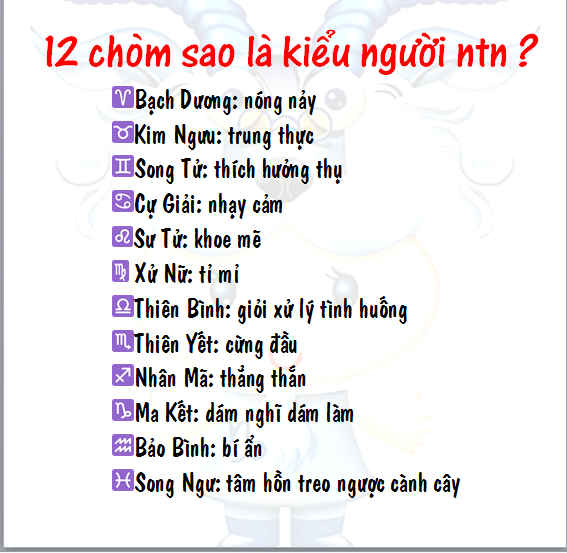 12 chòm sao là kiểu người ntn ?
♈Bạch Dương: nóng nảy
♉Kim Ngưu: trung thực
♊Song Tử: thích hưởng thụ
♋Cự Giải: nhạy cảm
♌Sư Tử: khoe mẽ
♍ Xử Nữ: tỉ mỉ
♎Thiên Bình: giỏi xử lý tình huống
♏Thiên Yết: cừng đầu
♐Nhân Mã: thẳng thắn
♑Ma Kết: dám nghĩ dám làm
♒Bảo Bình: bí ẩn
♓Song Ngư: tâm hồn treo ngược cành cây